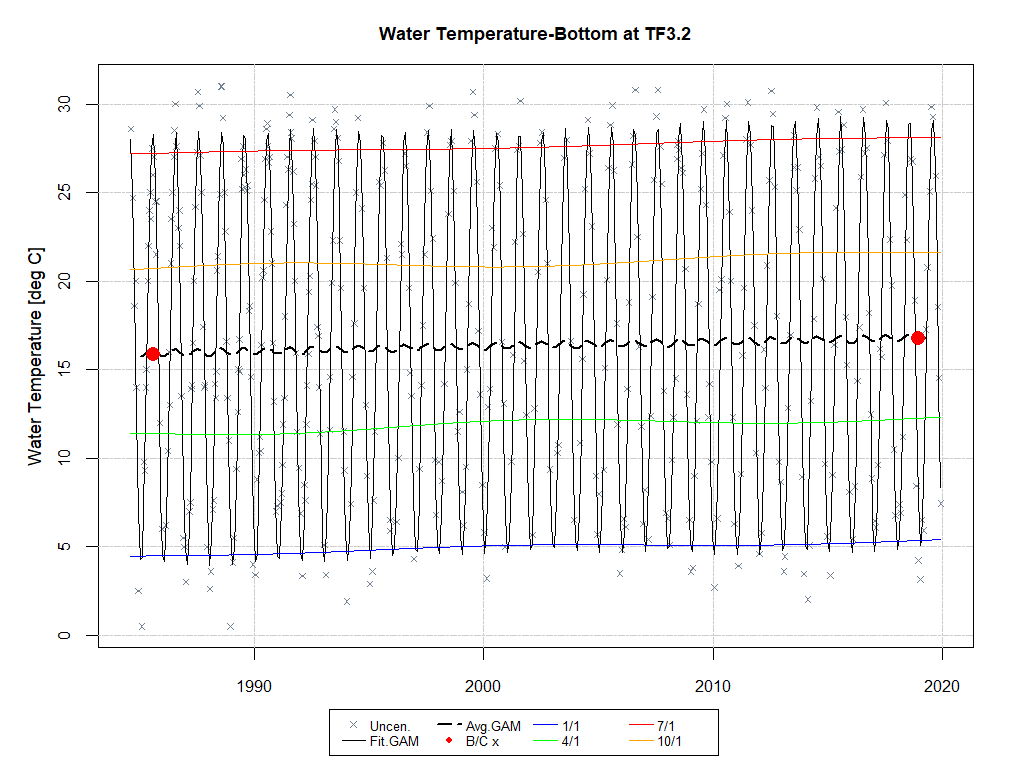 Water Temperature-Bottom at TF3.2
Water Temperature [deg C]
30
25
20
15
10
5
0
1990 2000 2010 2020
Uncen. Avg.GAM 1/1 7/1
Fit.GAM B/C x 4/1 10/1